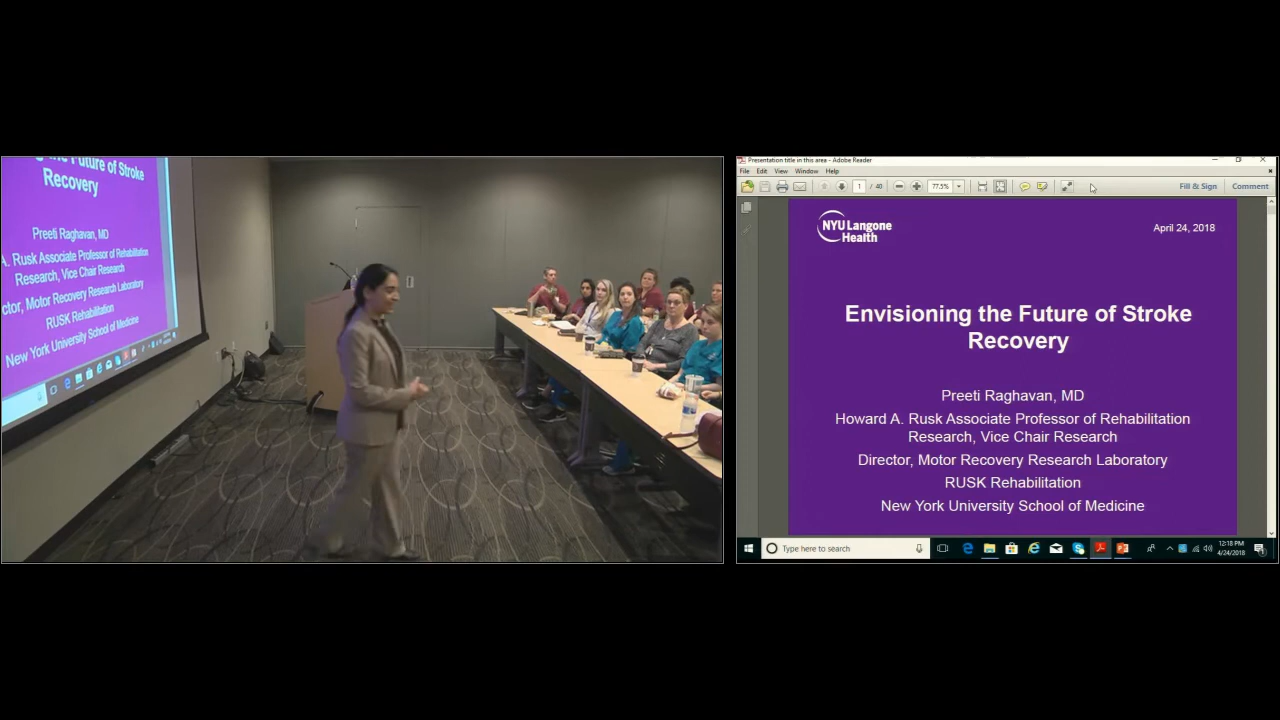 the Future of Stroke
Recovery
Preeti Raghavan, MD
A. Rusk Associate Professor of Rehabilitation
Research, Vice Chair Research
ctor, Motor Recovery Research Laboratory
RUSK Rehabilitation
New York University School of Medicine
Presentation title in this area - Adobe Reader
File Edit View Window Help
1 / 40 77.5% Fill & Sign Comment
NYU Langone
Health
April 24, 2018
Envisioning the Future of Stroke
Recovery
Preeti Raghavan, MD
Howard A. Rusk Associate Professor of Rehabilitation
Research, Vice Chair Research
Director, Motor Recovery Research Laboratory
RUSK Rehabilitation
New York University School of Medicine
Type here to search
12:18 PM
4/24/2018